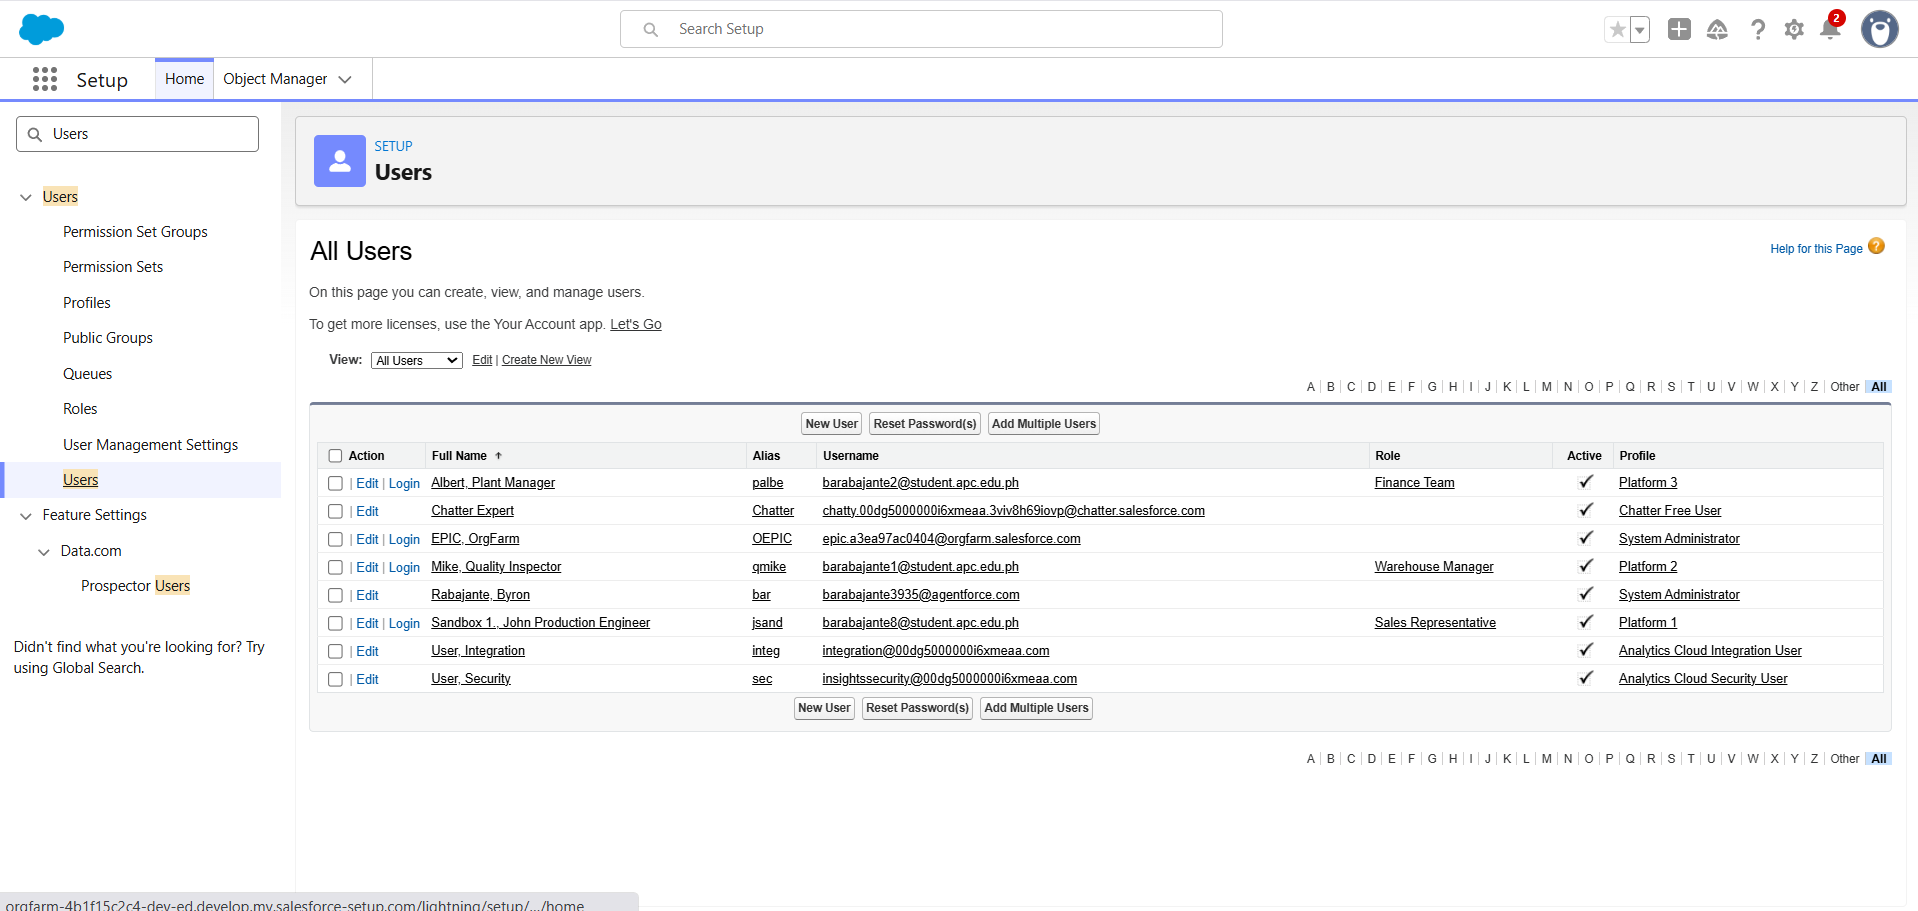 Search Setup
2
Setup
Home
Object Manager
Users
SETUP
Users
Users
Permission Set Groups
Permission Sets
Profiles
Public Groups
Queues
Roles
User Management Settings
Users
Feature Settings
Data.com
Prospector Users
Didn't find what you're looking for? Try
using Global Search.
All Users
Help for this Page ?
On this page you can create, view, and manage users.
To get more licenses, use the Your Account app. Let's Go
View: All Users Edit | Create New View
A | B | C | D | E | F | G | H | I | J | K | L | M | N | O | P | Q | R | S | T | U | V | W | X | Y | Z | Other All
New User Reset Password(s) Add Multiple Users
Action Full Name ↑ Alias Username Role Active Profile
| Edit | Login Albert, Plant Manager palbe barabajante2@student.apc.edu.ph Finance Team ✓ Platform 3
| Edit Chatter Expert Chatter chatty.00dg5000000i6xmeaa.3viv8h69iovp@chatter.salesforce.com ✓ Chatter Free User
| Edit | Login EPIC, OrgFarm OEPIC epic.a3ea97ac0404@orgfarm.salesforce.com ✓ System Administrator
| Edit | Login Mike, Quality Inspector qmike barabajante1@student.apc.edu.ph Warehouse Manager ✓ Platform 2
| Edit Rabajante, Byron bar barabajante3935@agentforce.com ✓ System Administrator
| Edit | Login Sandbox 1., John Production Engineer jsand barabajante8@student.apc.edu.ph Sales Representative ✓ Platform 1
| Edit User, Integration integ integration@00dg5000000i6xmeaa.com ✓ Analytics Cloud Integration User
| Edit User, Security sec insightssecurity@00dg5000000i6xmeaa.com ✓ Analytics Cloud Security User
New User Reset Password(s) Add Multiple Users
A | B | C | D | E | F | G | H | I | J | K | L | M | N | O | P | Q | R | S | T | U | V | W | X | Y | Z | Other All
orgfarm-4b1f15c2c4-dev-ed.develop.my.salesforce-setup.com/lightning/setup/.../home